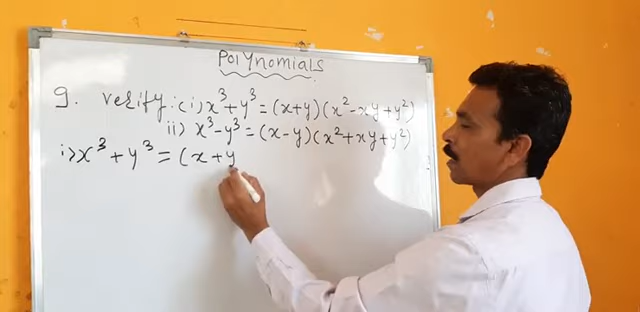 Polynomials
9. verify: (i) x³ + y³ = (x+y) (x² - xy + y²)
ii) x³ - y³ = (x-y) (x² + xy + y²)
i) x³ + y³ = (x + y